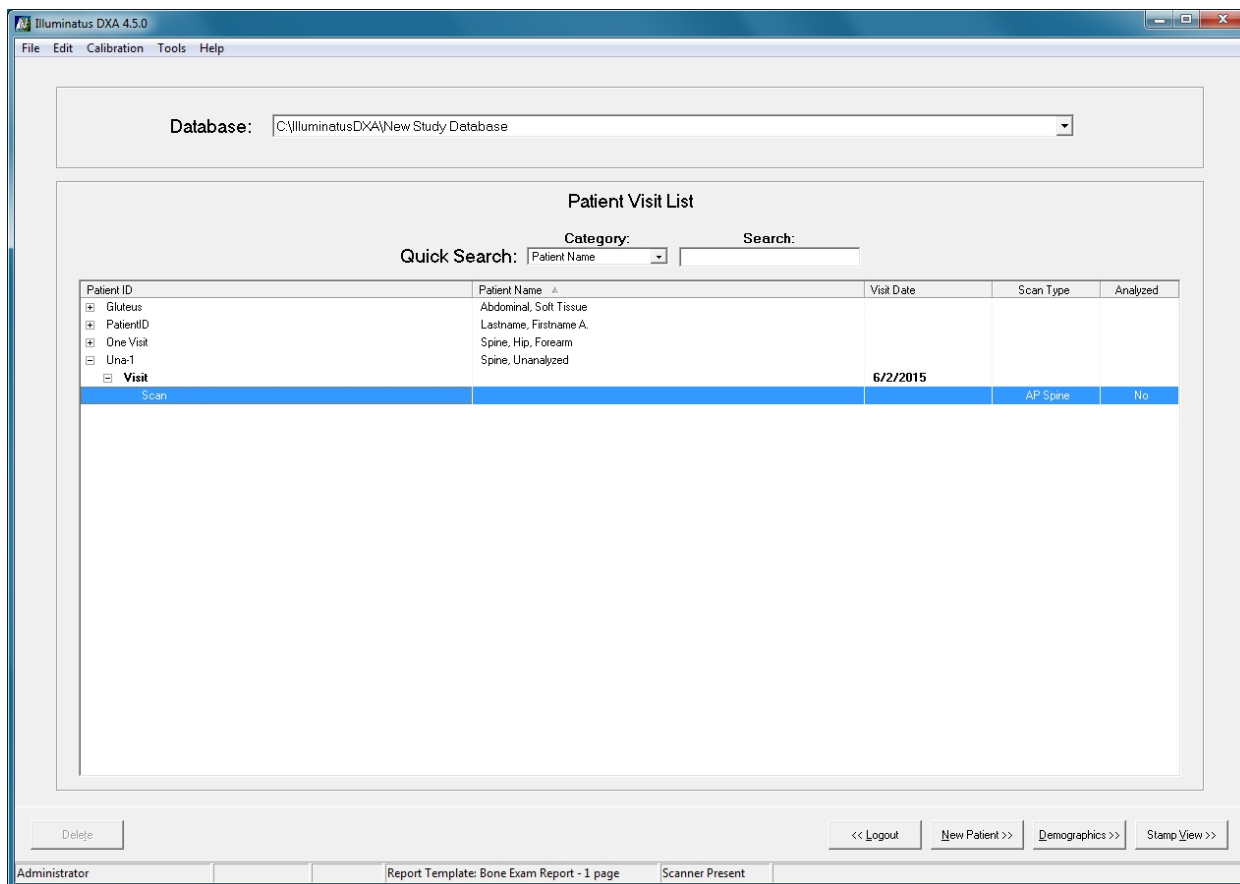 Illuminatus DXA 4.5.0
File Edit Calibration Tools Help
Database: C:\IlluminatusDXA\New Study Database
Patient Visit List
Category: Search:
Quick Search: Patient Name
Patient ID Patient Name Visit Date Scan Type Analyzed
Gluteus Abdominal, Soft Tissue
PatientID Lastname, Firstname A.
One Visit Spine, Hip, Forearm
Una-1 Spine, Unanalyzed
Visit 6/2/2015
Scan AP Spine No
Delete << Logout New Patient >> Demographics >> Stamp View >>
Administrator Report Template: Bone Exam Report - 1 page Scanner Present